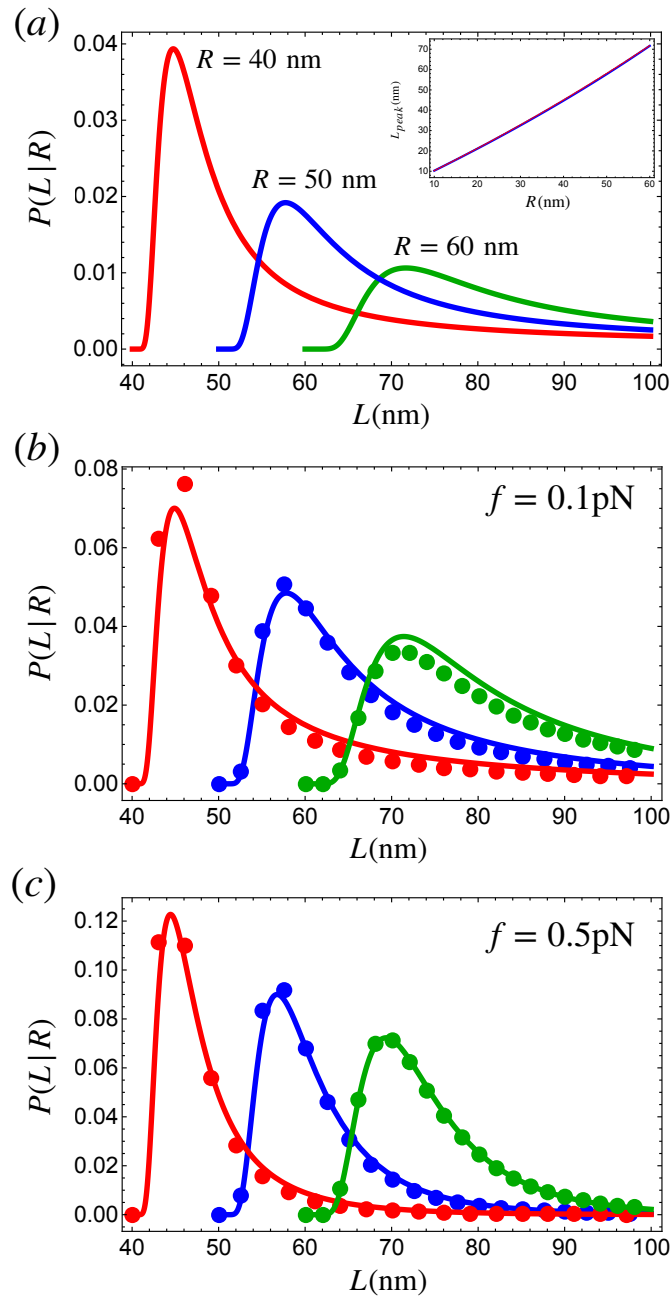 (a)
0.04
0.03
0.02
0.01
0.00
P(L|R)
R = 40 nm
R = 50 nm
R = 60 nm
70
60
50
40
30
20
10
L_peak(nm)
10 20 30 40 50 60
R(nm)
40 50 60 70 80 90 100
L(nm)
(b)
0.08
0.06
0.04
0.02
0.00
P(L|R)
f = 0.1pN
40 50 60 70 80 90 100
L(nm)
(c)
0.12
0.10
0.08
0.06
0.04
0.02
0.00
P(L|R)
f = 0.5pN
40 50 60 70 80 90 100
L(nm)